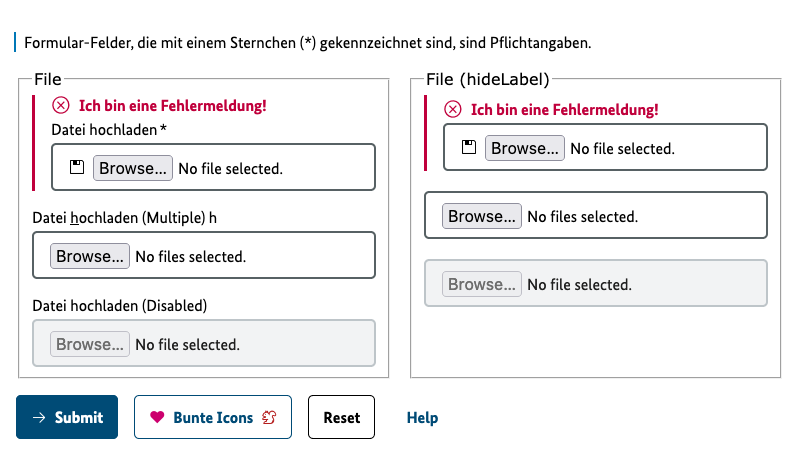 Formular-Felder, die mit einem Sternchen (*) gekennzeichnet sind, sind Pflichtangaben.
File
Ich bin eine Fehlermeldung!
Datei hochladen *
Browse... No file selected.
Datei hochladen (Multiple) h
Browse... No files selected.
Datei hochladen (Disabled)
Browse... No file selected.
File (hideLabel)
Ich bin eine Fehlermeldung!
Browse... No file selected.
Browse... No files selected.
Browse... No file selected.
Submit Bunte Icons Reset Help